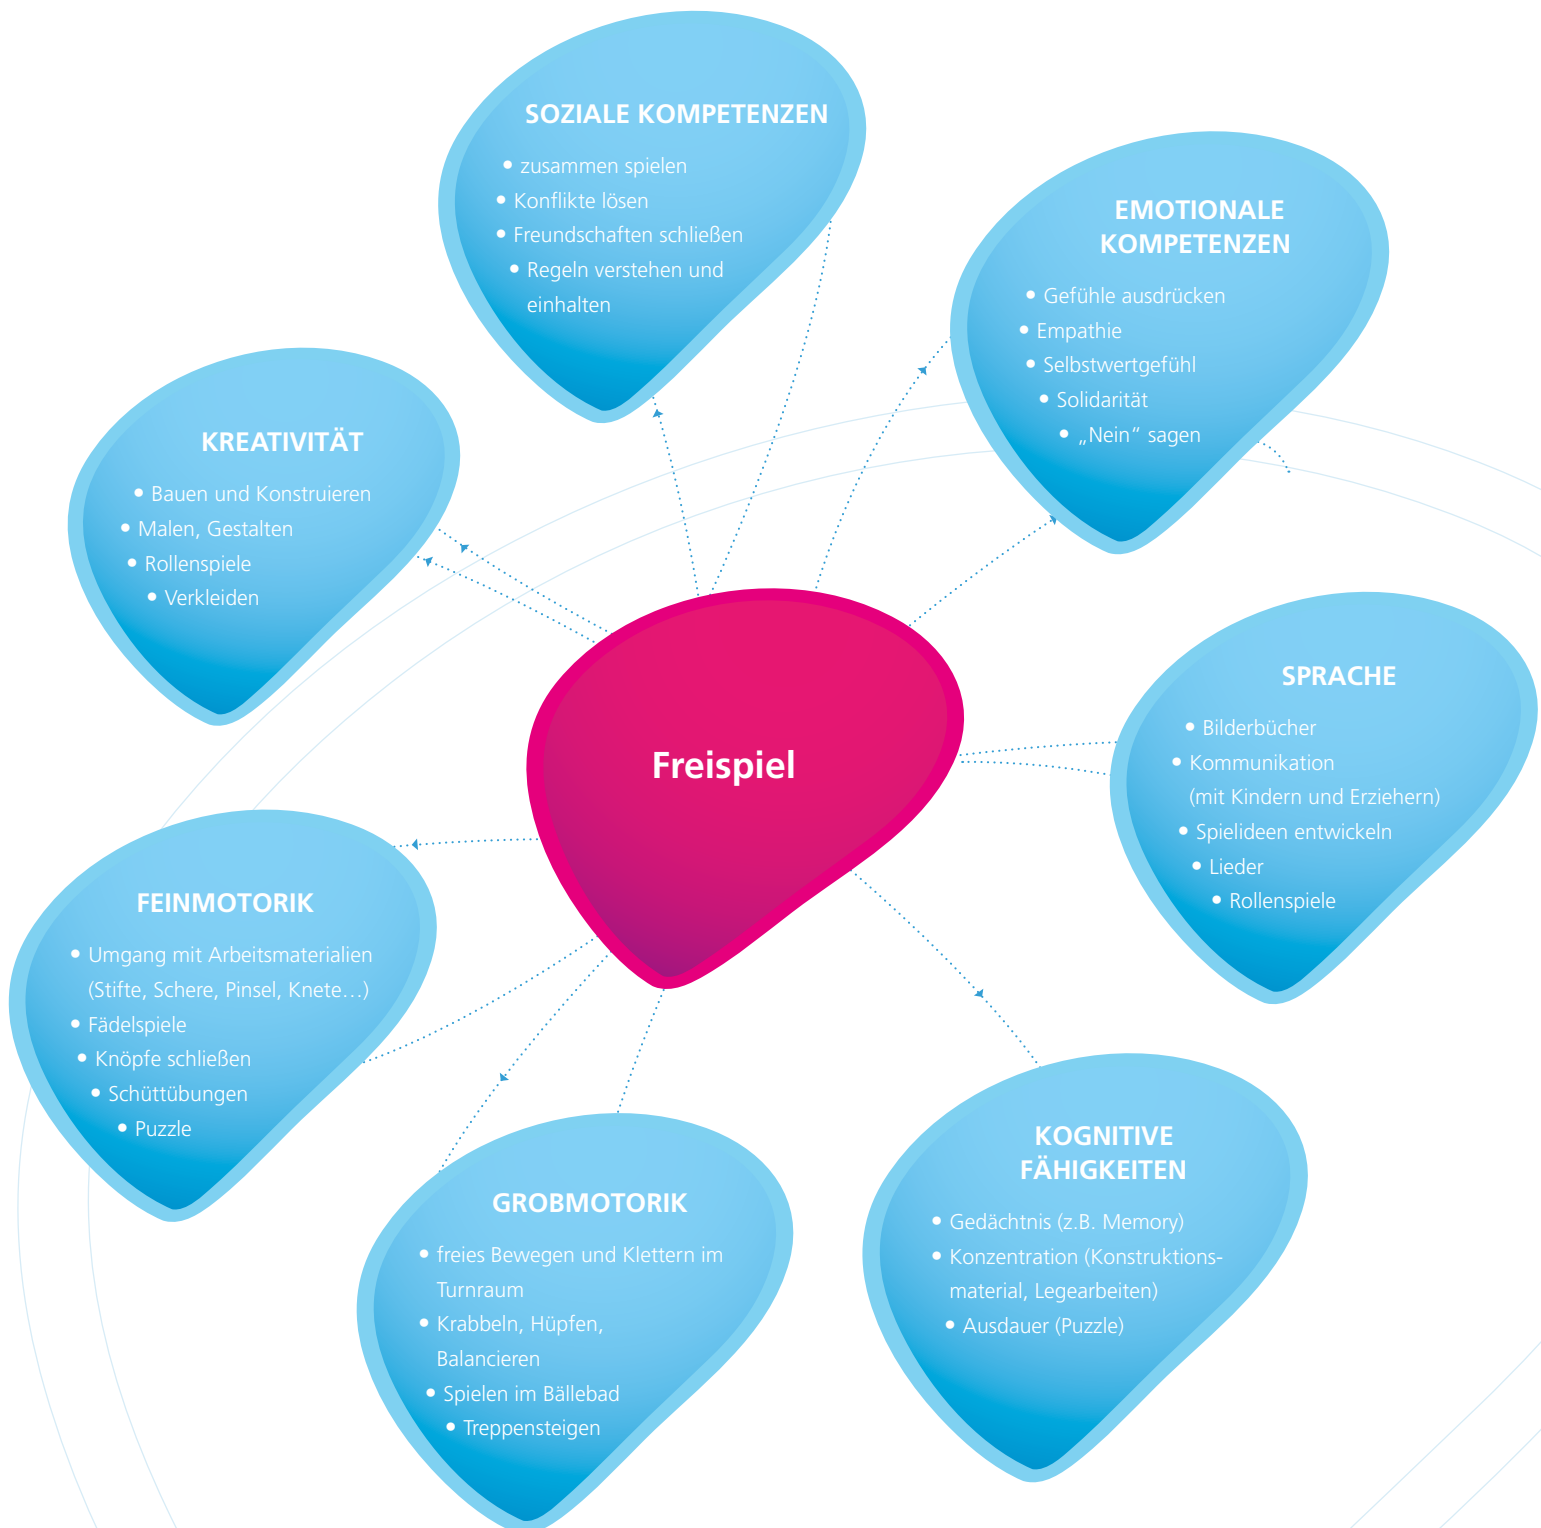 SOZIALE KOMPETENZEN
• zusammen spielen
• Konflikte lösen
• Freundschaften schließen
• Regeln verstehen und
einhalten
EMOTIONALE
KOMPETENZEN
• Gefühle ausdrücken
• Empathie
• Selbstwertgefühl
• Solidarität
• „Nein“ sagen
KREATIVITÄT
• Bauen und Konstruieren
• Malen, Gestalten
• Rollenspiele
• Verkleiden
Freispiel
SPRACHE
• Bilderbücher
• Kommunikation
(mit Kindern und Erziehern)
• Spielideen entwickeln
• Lieder
• Rollenspiele
FEINMOTORIK
• Umgang mit Arbeitsmaterialien
(Stifte, Schere, Pinsel, Knete…)
• Fädelspiele
• Knöpfe schließen
• Schüttübungen
• Puzzle
GROBMOTORIK
• freies Bewegen und Klettern im
Turnraum
• Krabbeln, Hüpfen,
Balancieren
• Spielen im Bällebad
• Treppensteigen
KOGNITIVE
FÄHIGKEITEN
• Gedächtnis (z.B. Memory)
• Konzentration (Konstruktions-
material, Legearbeiten)
• Ausdauer (Puzzle)